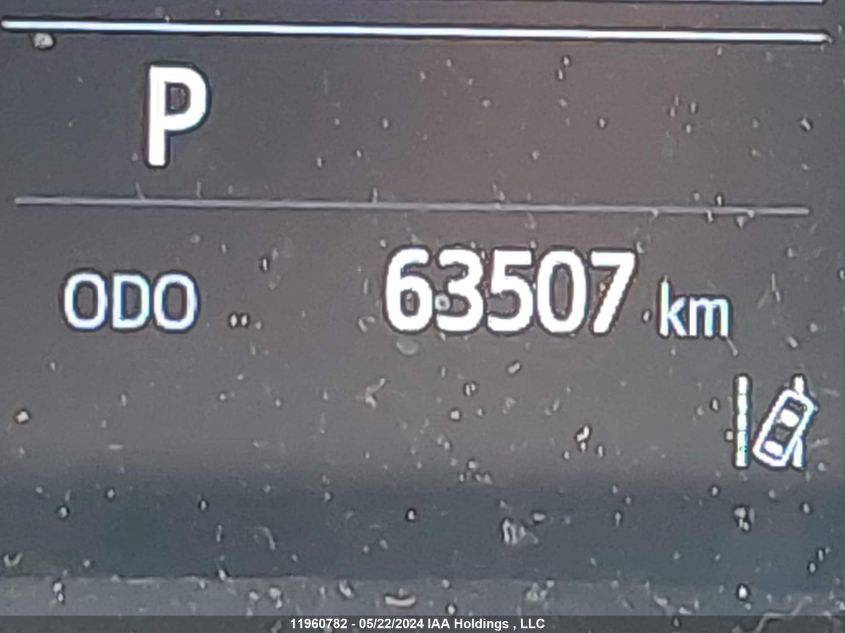 P
ODO 63507 km
11960782 - 05/22/2024 IAA Holdings , LLC